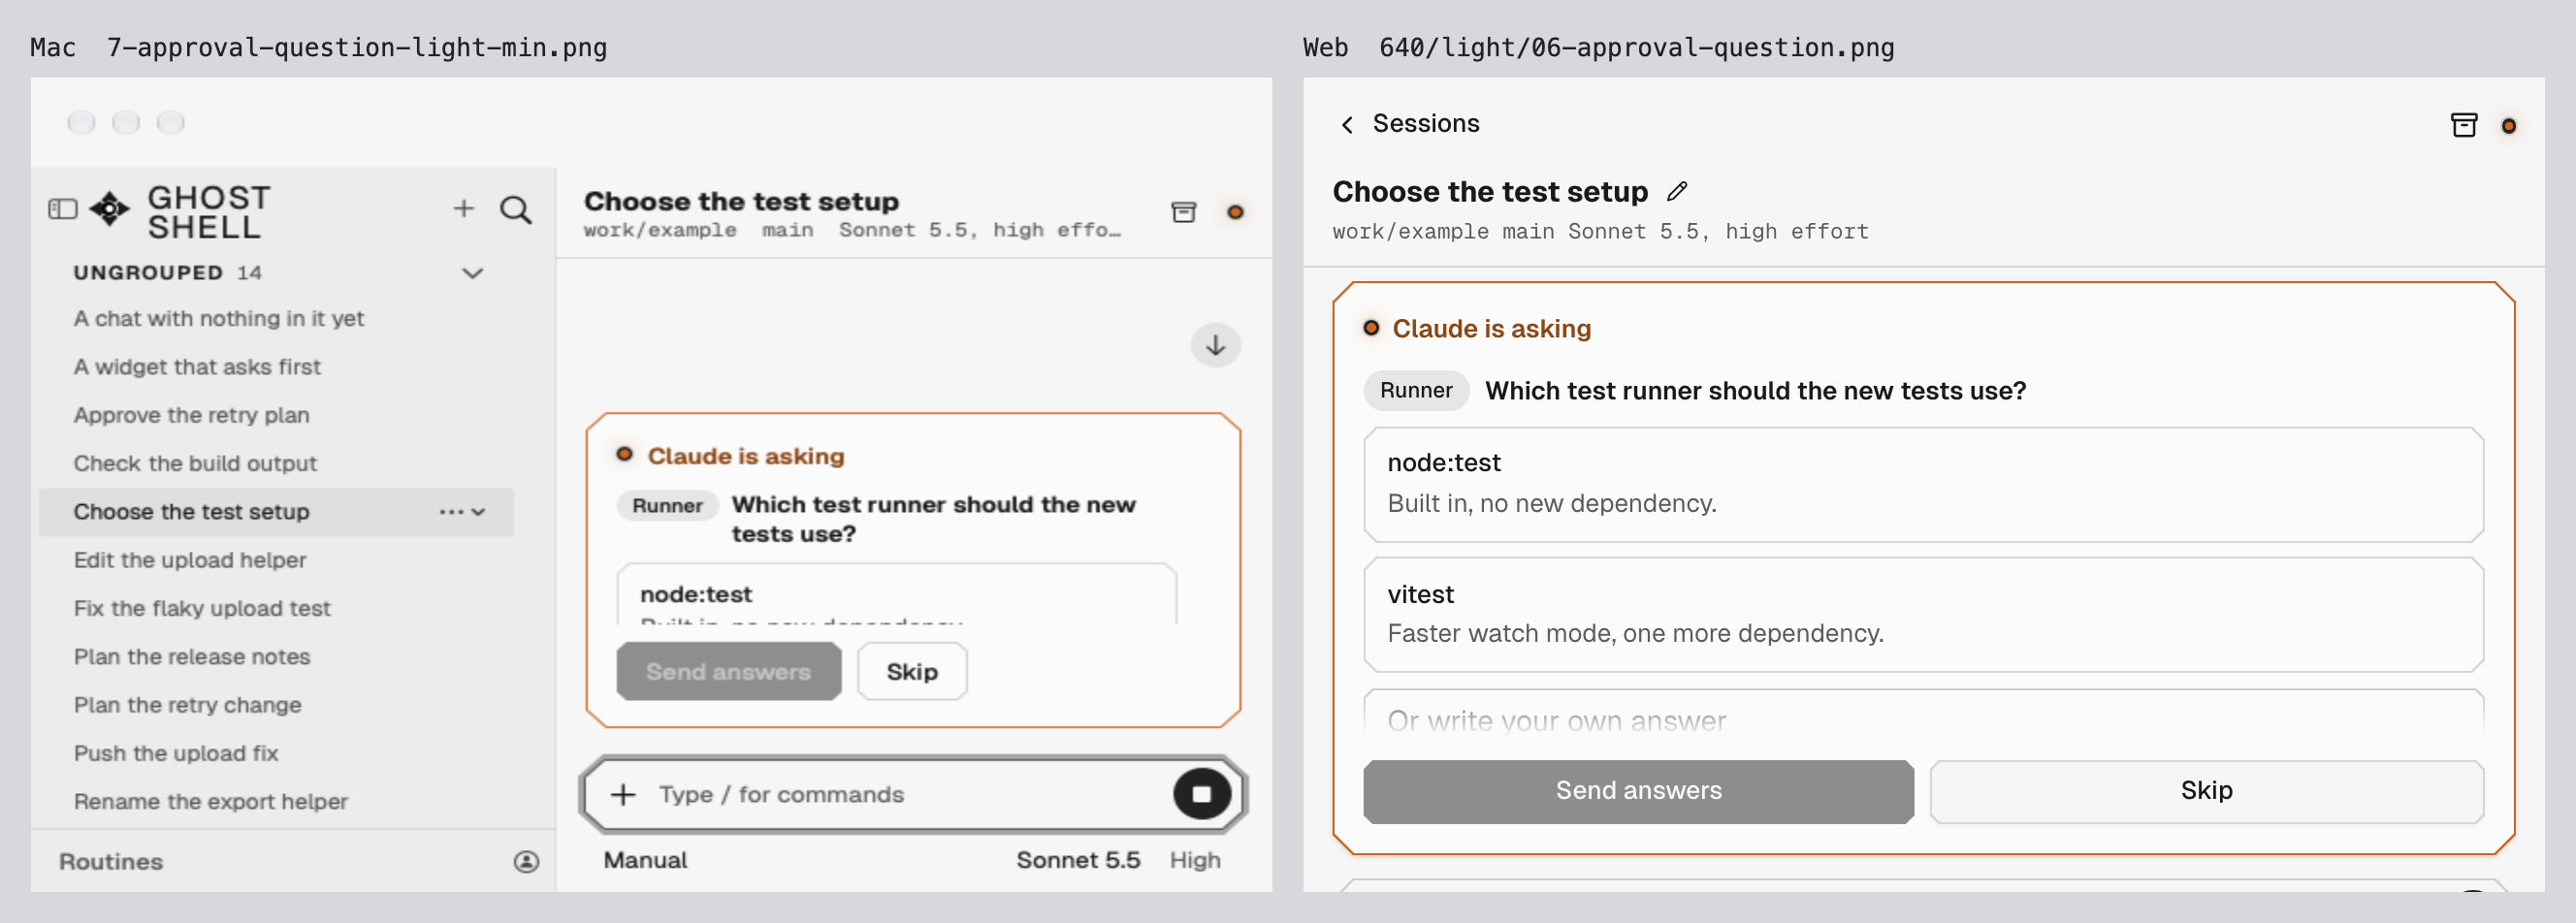 Mac  7-approval-question-light-min.png
GHOST
SHELL
UNGROUPED 14
A chat with nothing in it yet
A widget that asks first
Approve the retry plan
Check the build output
Choose the test setup
Edit the upload helper
Fix the flaky upload test
Plan the release notes
Plan the retry change
Push the upload fix
Rename the export helper
Routines
Choose the test setup
work/example  main  Sonnet 5.5, high effo…
Claude is asking
Runner
Which test runner should the new
tests use?
node:test
Built in, no new dependency.
Send answers
Skip
Type / for commands
Manual
Sonnet 5.5
High
Web  640/light/06-approval-question.png
Sessions
Choose the test setup
work/example main Sonnet 5.5, high effort
Claude is asking
Runner
Which test runner should the new tests use?
node:test
Built in, no new dependency.
vitest
Faster watch mode, one more dependency.
Or write your own answer
Send answers
Skip